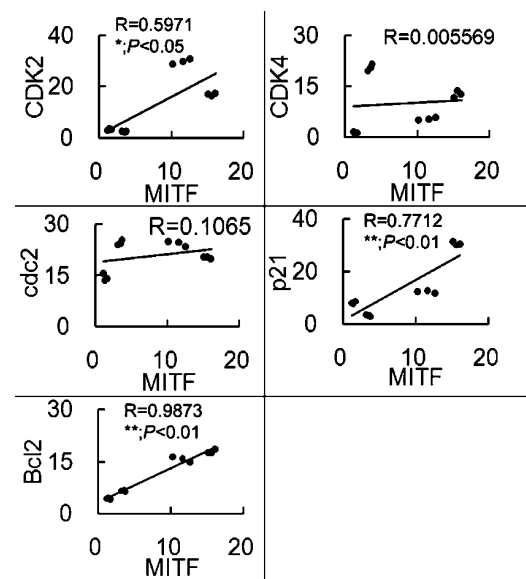 R=0.5971
*;P<0.05
40
20
0
CDK2
0 10 20
MITF
R=0.005569
30
15
0
CDK4
0 10 20
MITF
R=0.1065
30
15
0
cdc2
0 10 20
MITF
R=0.7712
**;P<0.01
40
20
0
p21
0 10 20
MITF
R=0.9873
**;P<0.01
30
15
0
Bcl2
0 10 20
MITF